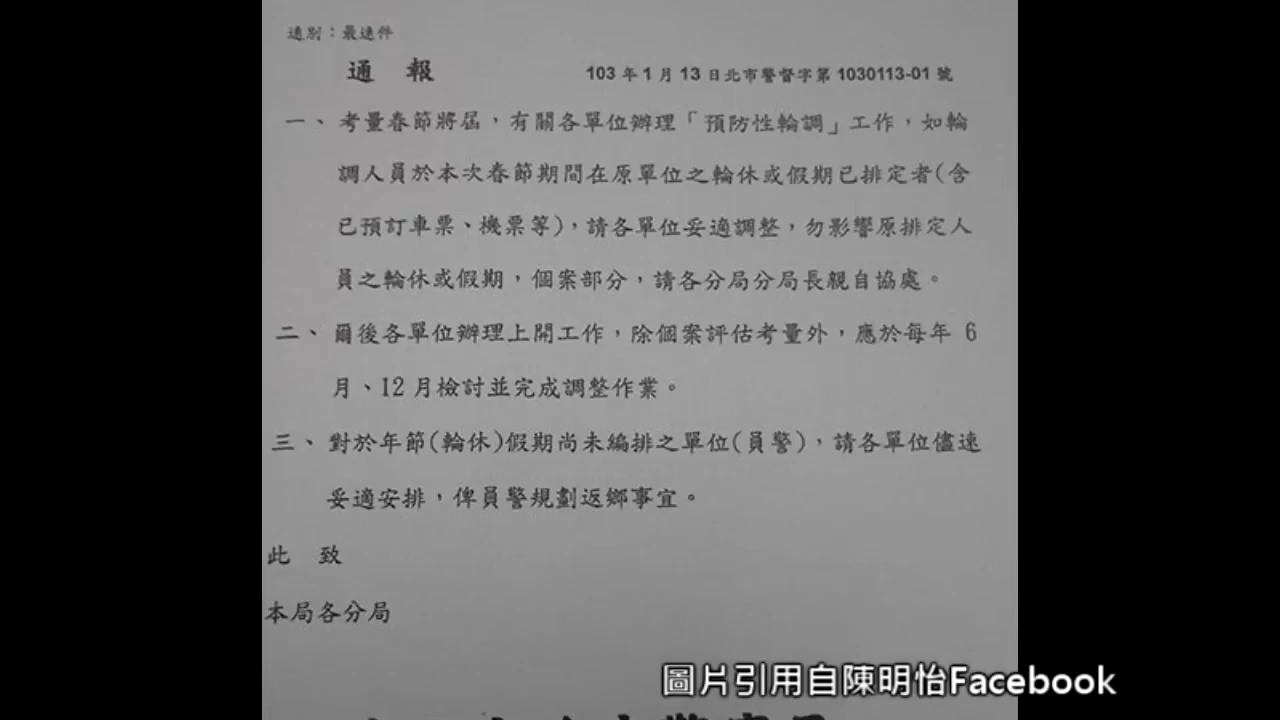 速別：最速件
通 報 103 年 1 月 13 日北市警督字第 1030113-01 號
一、考量春節將屆，有關各單位辦理「預防性輪調」工作，如輪
調人員於本次春節期間在原單位之輪休或假期已排定者(含
已預訂車票、機票等)，請各單位妥適調整，勿影響原排定人
員之輪休或假期，個案部分，請各分局分局長親自協處。
二、爾後各單位辦理上開工作，除個案評估考量外，應於每年 6
月、12 月檢討並完成調整作業。
三、對於年節(輪休)假期尚未編排之單位(員警)，請各單位儘速
妥適安排，俾員警規劃返鄉事宜。
此 致
本局各分局
圖片引用自陳明怡Facebook